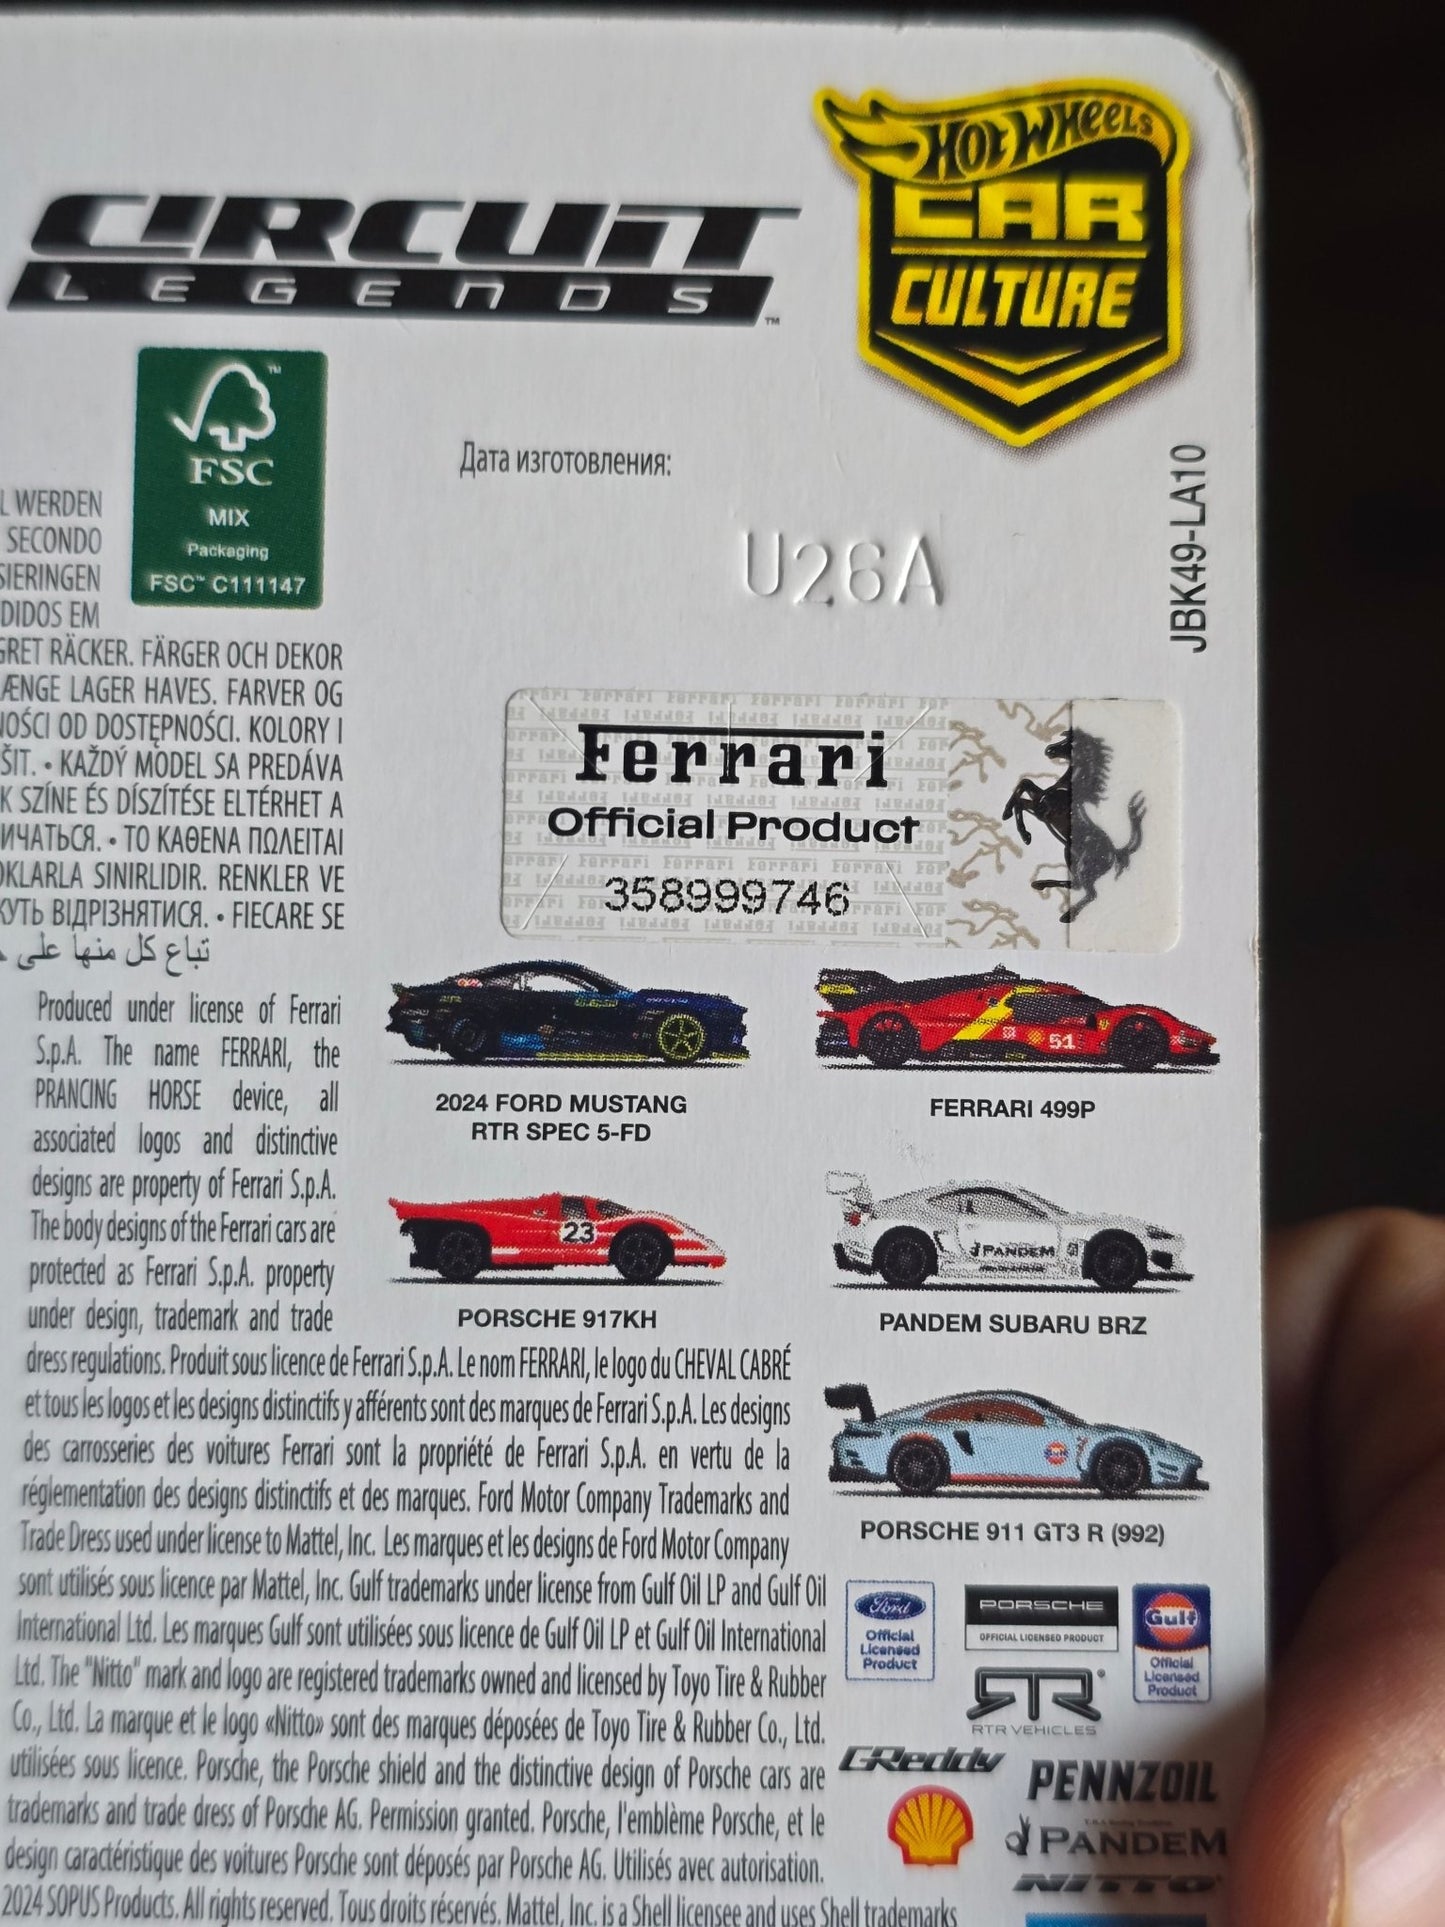 HOT WHEELS
CAR
CULTURE
CIRCUIT
LEGENDS
™
FSC
™
MIX
Packaging
FSC™ C111147
Дата изготовления:
U26A
JBK49-LA10
WERDEN
SECONDO
EM
RÄCKER. FÄRGER OCH DEKOR
LAGER HAVES. FARVER OG
OD DOSTĘPNOŚCI. KOLORY I
• KAŽDÝ MODEL SA PREDÁVA
SZÍNE ÉS DÍSZÍTÉSE ELTÉRHET A
• ΤΟ ΚΑΘΕΝΑ ΠΩΛΕΙΤΑΙ
SINIRLIDIR. RENKLER VE
ВІДРІЗНЯТИСЯ. • FIECARE SE
تباع كل منها على
Ferrari
Official Product
358999746
Produced under license of Ferrari
S.p.A. The name FERRARI, the
PRANCING HORSE device, all
associated logos and distinctive
designs are property of Ferrari S.p.A.
The body designs of the Ferrari cars are
protected as Ferrari S.p.A. property
under design, trademark and trade
dress regulations. Produit sous licence de Ferrari S.p.A. Le nom FERRARI, le logo du CHEVAL CABRÉ
et tous les logos et les designs distinctifs y afférents sont des marques de Ferrari S.p.A. Les designs
des carrosseries des voitures Ferrari sont la propriété de Ferrari S.p.A. en vertu de la
réglementation des designs distinctifs et des marques. Ford Motor Company Trademarks and
Trade Dress used under license to Mattel, Inc. Les marques et les designs de Ford Motor Company
sont utilisés sous licence par Mattel, Inc. Gulf trademarks under license from Gulf Oil LP and Gulf Oil
International Ltd. Les marques Gulf sont utilisées sous licence de Gulf Oil LP et Gulf Oil International
Ltd. The "Nitto" mark and logo are registered trademarks owned and licensed by Toyo Tire & Rubber
Co., Ltd. La marque et le logo «Nitto» sont des marques déposées de Toyo Tire & Rubber Co., Ltd.
utilisées sous licence. Porsche, the Porsche shield and the distinctive design of Porsche cars are
trademarks and trade dress of Porsche AG. Permission granted. Porsche, l'emblème Porsche, et le
design caractéristique des voitures Porsche sont déposés par Porsche AG. Utilisés avec autorisation.
2024 SOPUS Products. All rights reserved. Tous droits réservés. Mattel, Inc. is a Shell licensee and uses Shell trademarks
2024 FORD MUSTANG
RTR SPEC 5-FD
51
FERRARI 499P
23
PORSCHE 917KH
PANDEM
PANDEM SUBARU BRZ
Gulf
PORSCHE 911 GT3 R (992)
Ford
Official
Licensed
Product
PORSCHE
OFFICIAL LICENSED PRODUCT
Gulf
Official
Licensed
Product
RTR
®
RTR VEHICLES
GReddy
PENNZOIL
PANDEM
NITTO